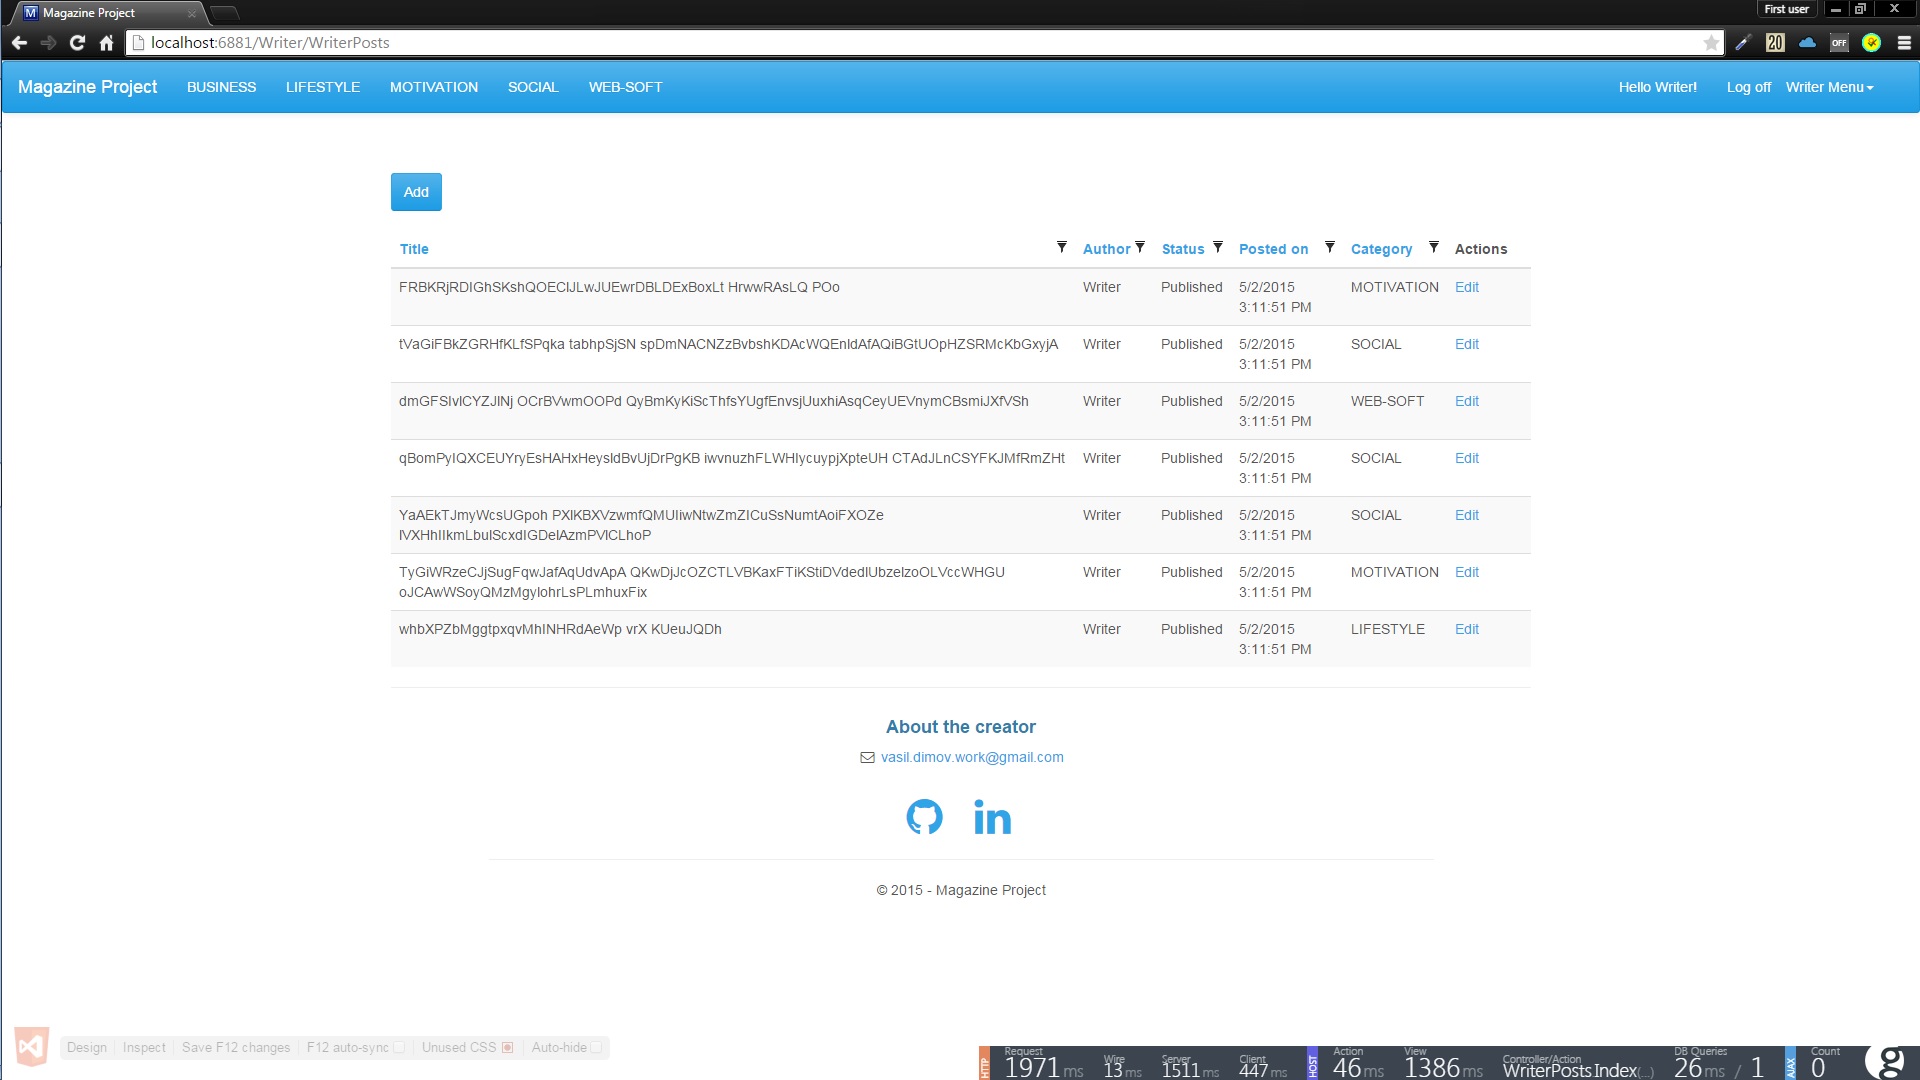 Magazine Project
First user
localhost:6881/Writer/WriterPosts
20
OFF
Magazine Project BUSINESS LIFESTYLE MOTIVATION SOCIAL WEB-SOFT Hello Writer! Log off Writer Menu
Add
Title Author Status Posted on Category Actions
FRBKRjRDIGhSKshQOECIJLwJUEwrDBLDExBoxLt HrwwRAsLQ POo Writer Published 5/2/2015 MOTIVATION Edit
3:11:51 PM
tVaGiFBkZGRHfKLfSPqka tabhpSjSN spDmNACNZzBvbshKDAcWQEnIdAfAQiBGtUOpHZSRMcKbGxyjA Writer Published 5/2/2015 SOCIAL Edit
3:11:51 PM
dmGFSIvICYZJINj OCrBVwmOOPd QyBmKyKiScThfsYUgfEnvsjUuxhiAsqCeyUEVnymCBsmiJXfVSh Writer Published 5/2/2015 WEB-SOFT Edit
3:11:51 PM
qBomPyIQXCEUYryEsHAHxHeysIdBvUjDrPgKB iwvnuzhFLWHIycuypjXpteUH CTAdJLnCSYFKJMfRmZHt Writer Published 5/2/2015 SOCIAL Edit
3:11:51 PM
YaAEkTJmyWcsUGpoh PXIKBXVzwmfQMUIiwNtwZmZICuSsNumtAoiFXOZe Writer Published 5/2/2015 SOCIAL Edit
IVXHhIIkmLbuIScxdIGDeIAzmPVICLhoP 3:11:51 PM
TyGiWRzeCJjSugFqwJafAqUdvApA QKwDjJcOZCTLVBKaxFTiKStiDVdedIUbzeIzoOLVccWHGU Writer Published 5/2/2015 MOTIVATION Edit
oJCAwWSoyQMzMgyIohrLsPLmhuxFix 3:11:51 PM
whbXPZbMggtpxqvMhINHRdAeWp vrX KUeuJQDh Writer Published 5/2/2015 LIFESTYLE Edit
3:11:51 PM
About the creator
vasil.dimov.work@gmail.com
in
© 2015 - Magazine Project
Design Inspect Save F12 changes F12 auto-sync Unused CSS Auto-hide
HTTP Request 1971 ms Wire 13 ms Server 1511 ms Client 447 ms HOST Action 46 ms View 1386 ms Controller/Action WriterPosts Index(...) DB Queries 26 ms / 1 AJAX Count 0 g